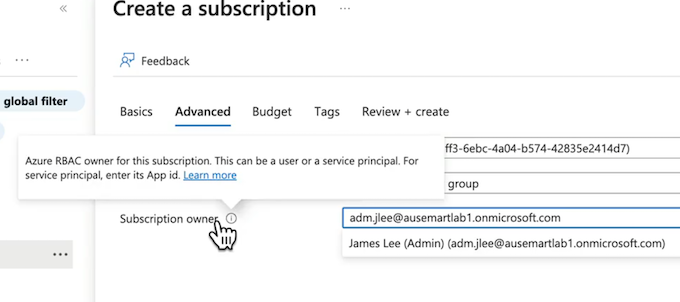 Create a subscription
Feedback
global filter
Basics Advanced Budget Tags Review + create
ff3-6ebc-4a04-b574-42835e2414d7)
Azure RBAC owner for this subscription. This can be a user or a service principal. For
service principal, enter its App id. Learn more
group
Subscription owner
adm.jlee@ausemartlab1.onmicrosoft.com
James Lee (Admin) (adm.jlee@ausemartlab1.onmicrosoft.com)